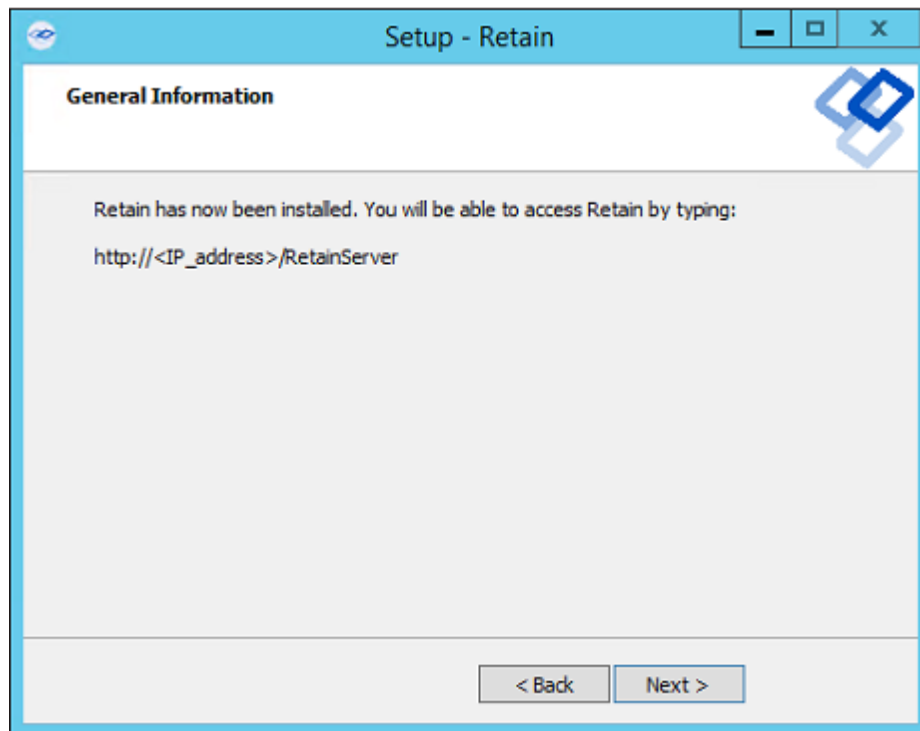 Setup - Retain
General Information
Retain has now been installed. You will be able to access Retain by typing:
http://<IP_address>/RetainServer
< Back
Next >